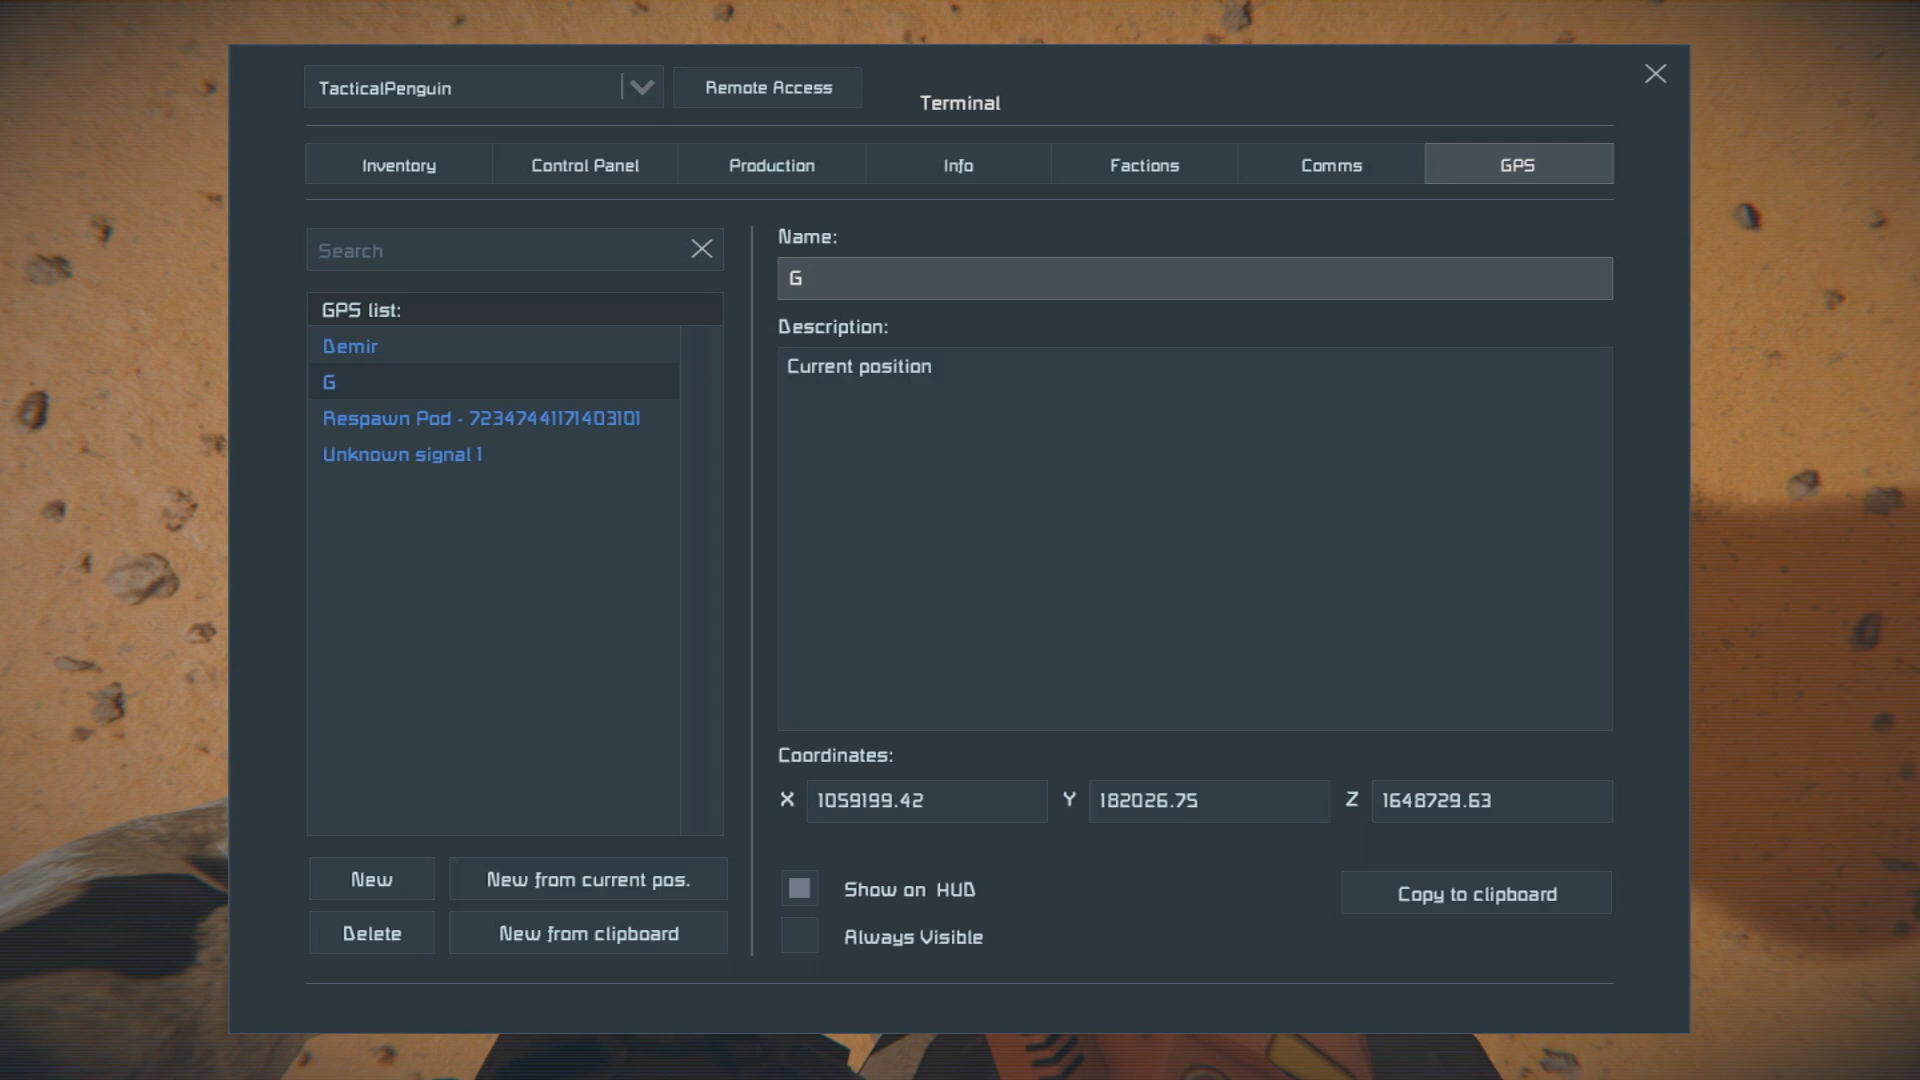 TacticalPenguin
Remote Access
Terminal
Inventory
Control Panel
Production
Info
Factions
Comms
GPS
Search
GPS list:
Demir
G
Respawn Pod - 72347441171403101
Unknown signal 1
New
New from current pos.
Delete
New from clipboard
Name:
G
Description:
Current position
Coordinates:
X 1059199.42 Y 182026.75 Z 1648729.63
Show on HUD
Always Visible
Copy to clipboard